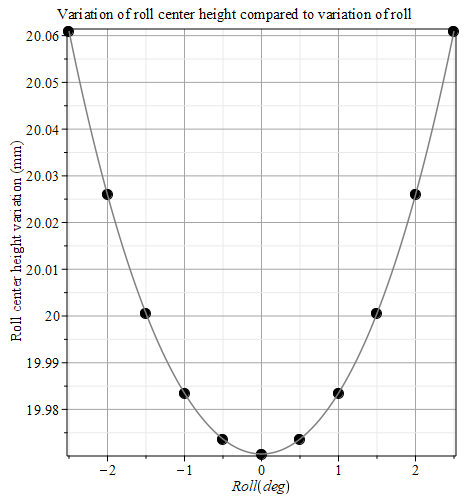 Variation of roll center height compared to variation of roll
20.06
20.05
20.04
20.03
20.02
20.01
20
19.99
19.98
Roll center height variation (mm)
−2 −1 0 1 2
Roll(deg)